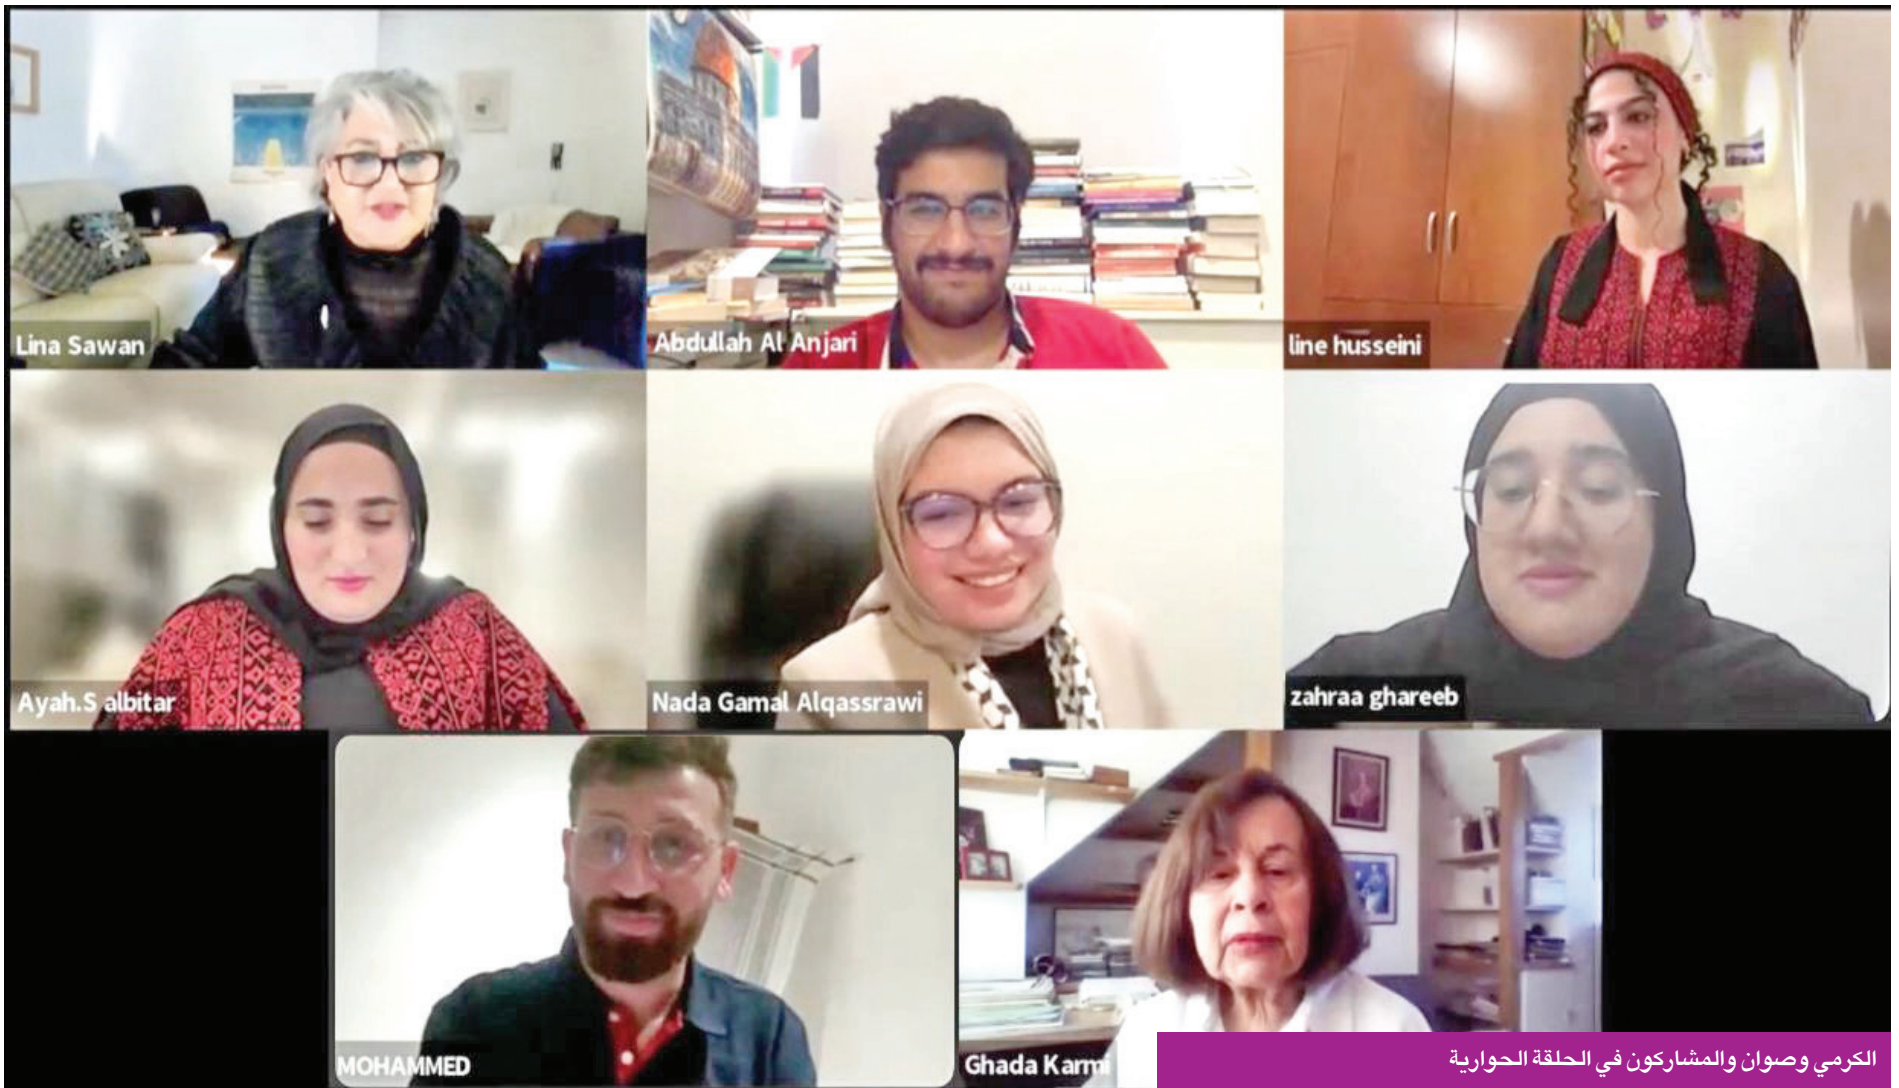 Lina Sawan
Abdullah Al Anjari
line husseini
Ayah.S albitar
Nada Gamal Alqassrawi
zahraa ghareeb
MOHAMMED
Ghada Karmi
الكرمي وصوان والمشاركون في الحلقة الحوارية